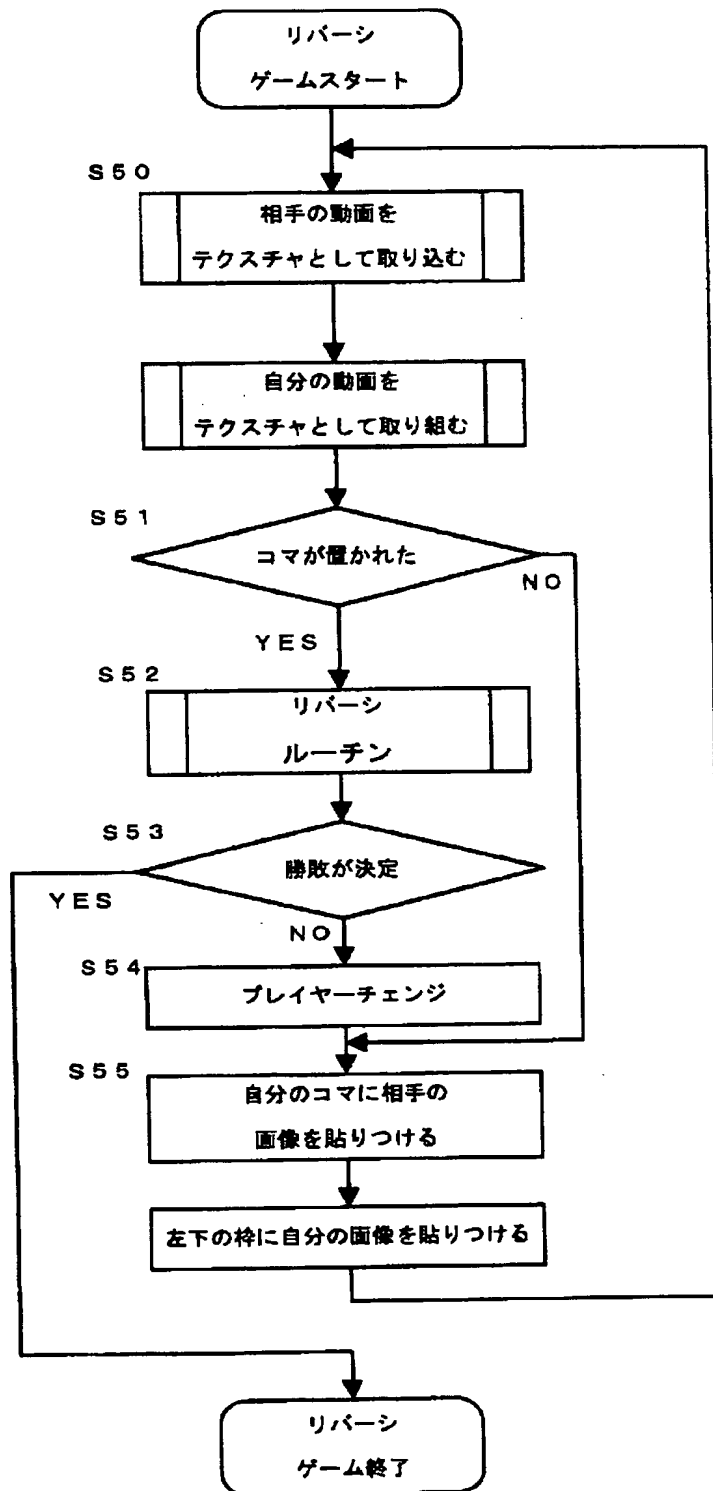 リバーシ
ゲームスタート
S50
相手の動画を
テクスチャとして取り込む
自分の動画を
テクスチャとして取り組む
S51
コマが置かれた
NO
YES
S52
リバーシ
ルーチン
S53
勝敗が決定
YES
NO
S54
プレイヤーチェンジ
S55
自分のコマに相手の
画像を貼りつける
左下の枠に自分の画像を貼りつける
リバーシ
ゲーム終了